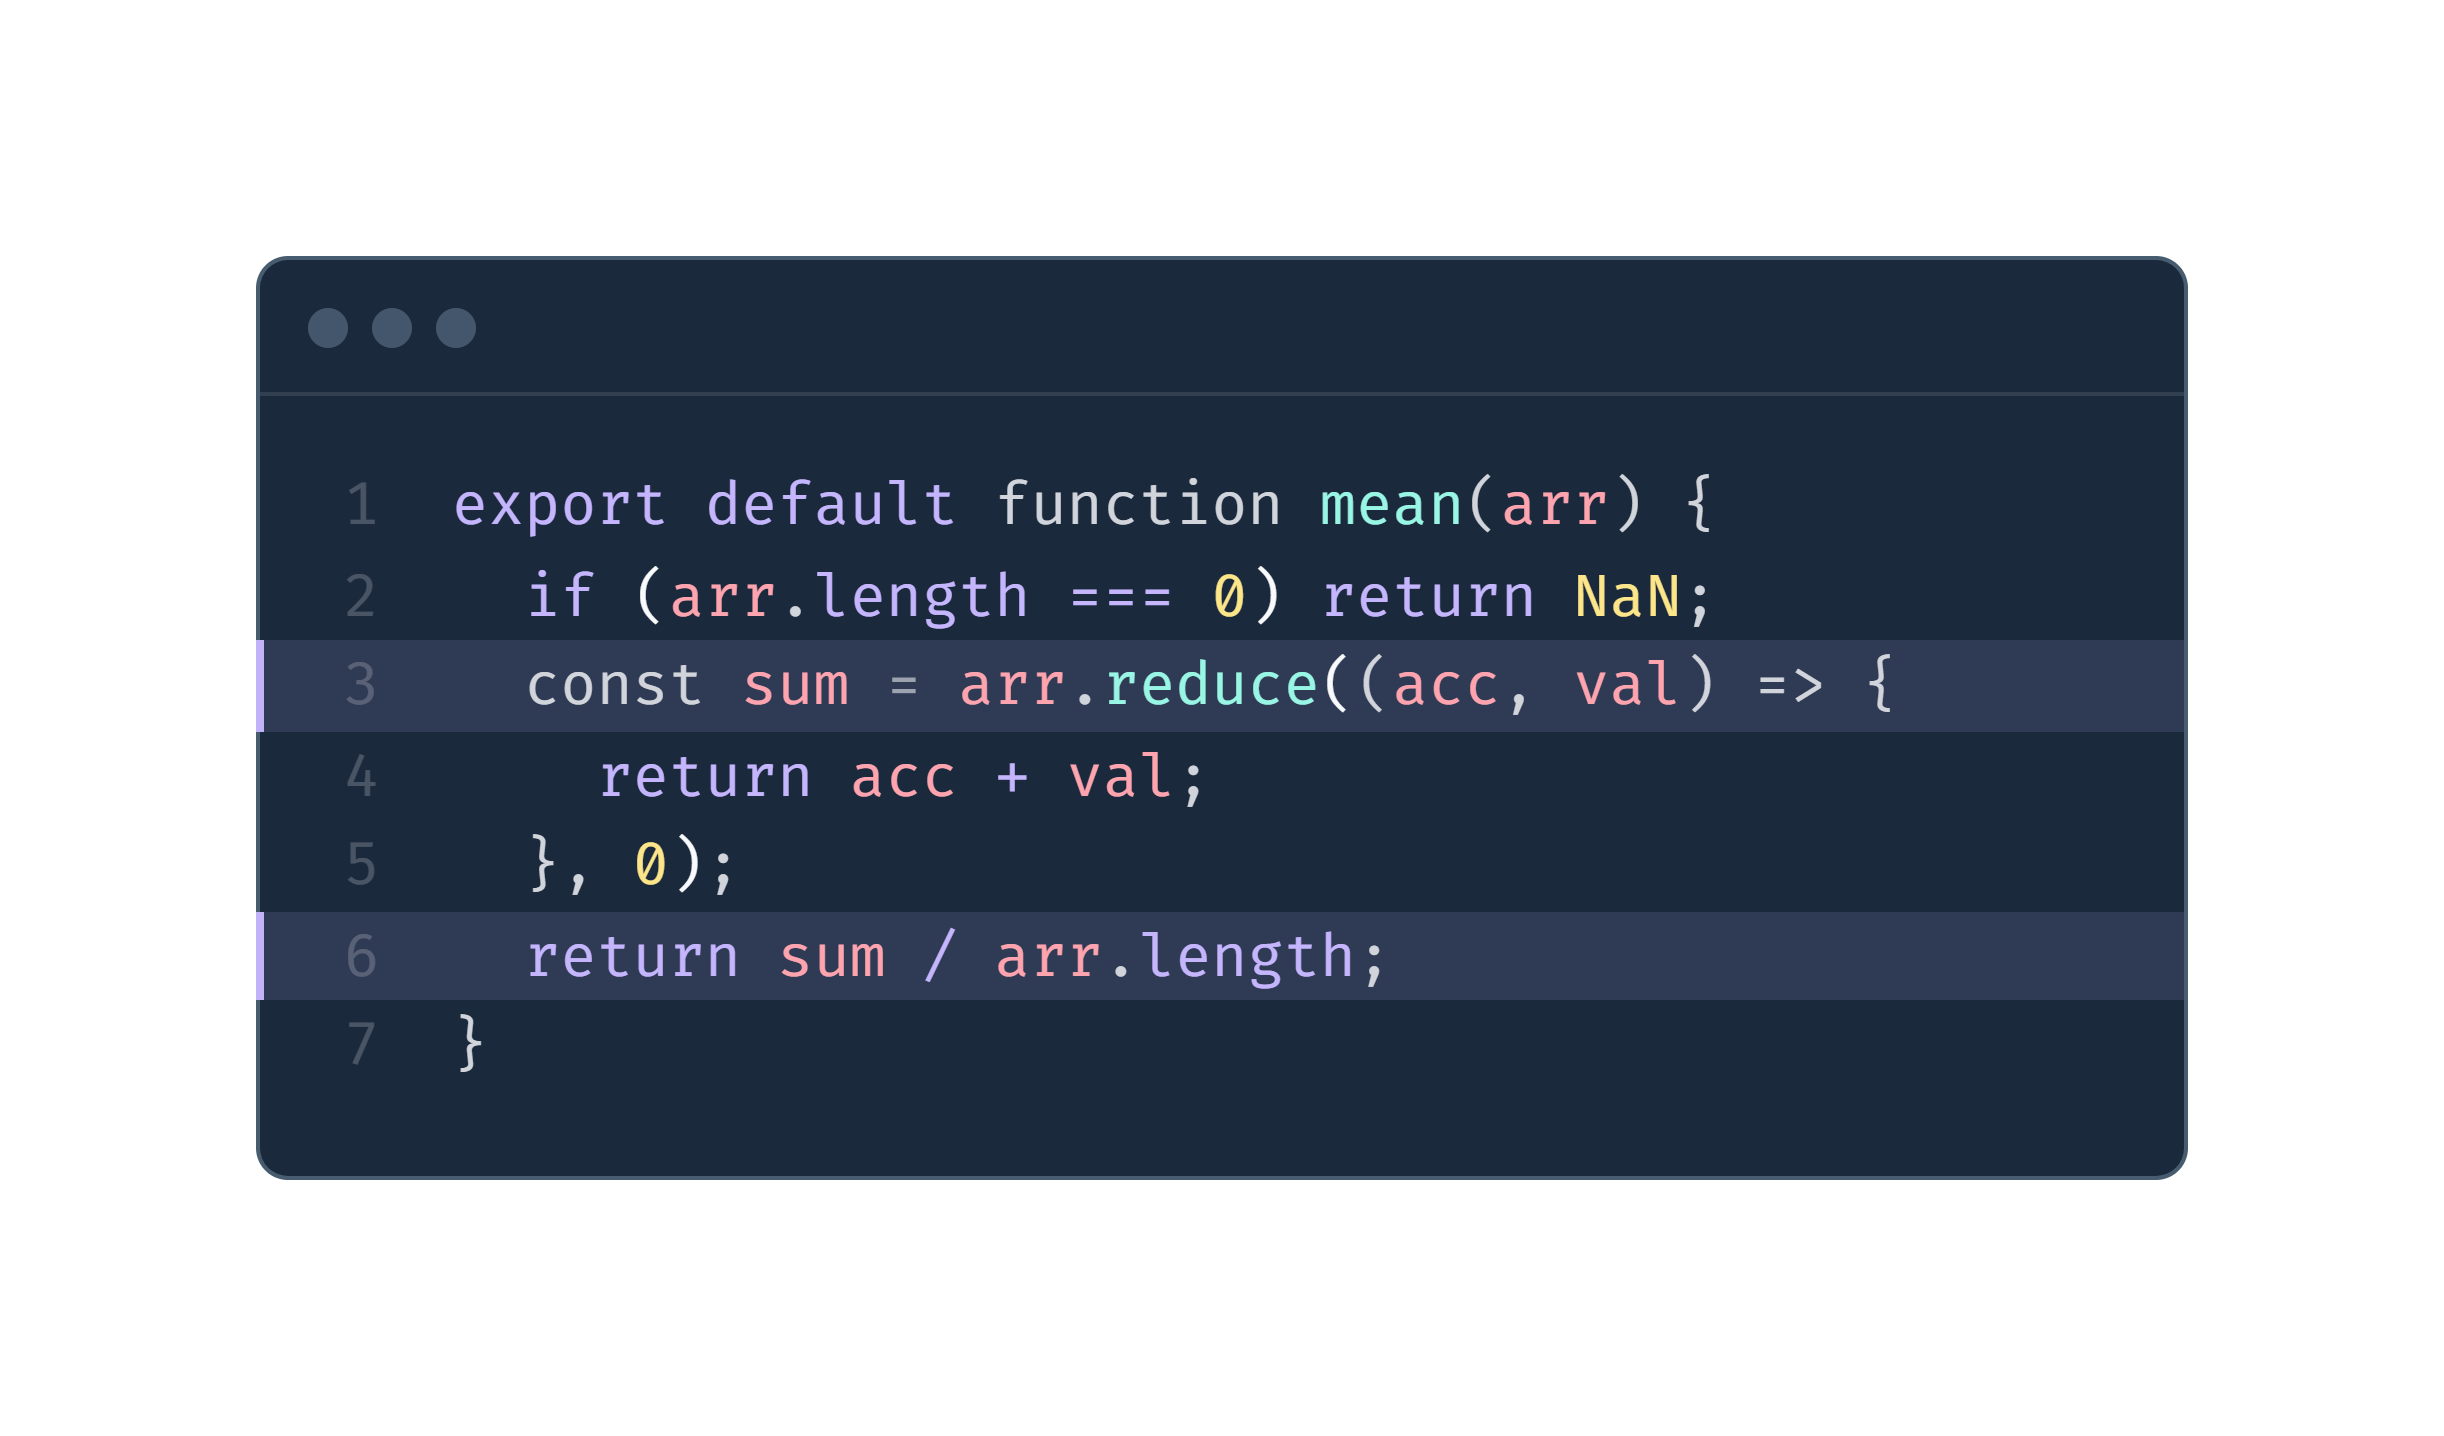 1 export default function mean(arr) {
2   if (arr.length === 0) return NaN;
3   const sum = arr.reduce((acc, val) => {
4     return acc + val;
5   }, 0);
6   return sum / arr.length;
7 }